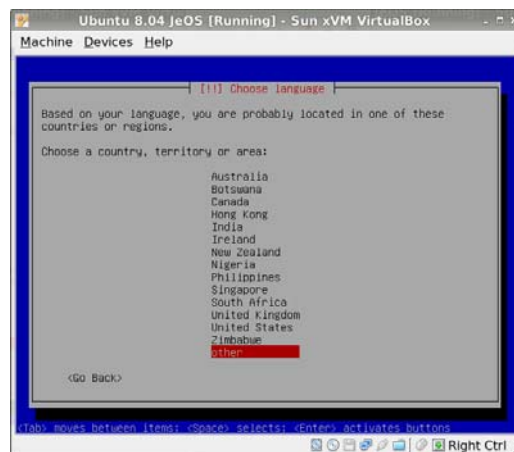 Ubuntu 8.04 JeOS [Running] - Sun xVM VirtualBox
Machine Devices Help
[!!] Choose language
Based on your language, you are probably located in one of these
countries or regions.
Choose a country, territory or area:
Australia
Botswana
Canada
Hong Kong
India
Ireland
New Zealand
Nigeria
Philippines
Singapore
South Africa
United Kingdom
United States
Zimbabwe
other
<Go Back>
<Tab> moves between items; <Space> selects; <Enter> activates buttons
Right Ctrl